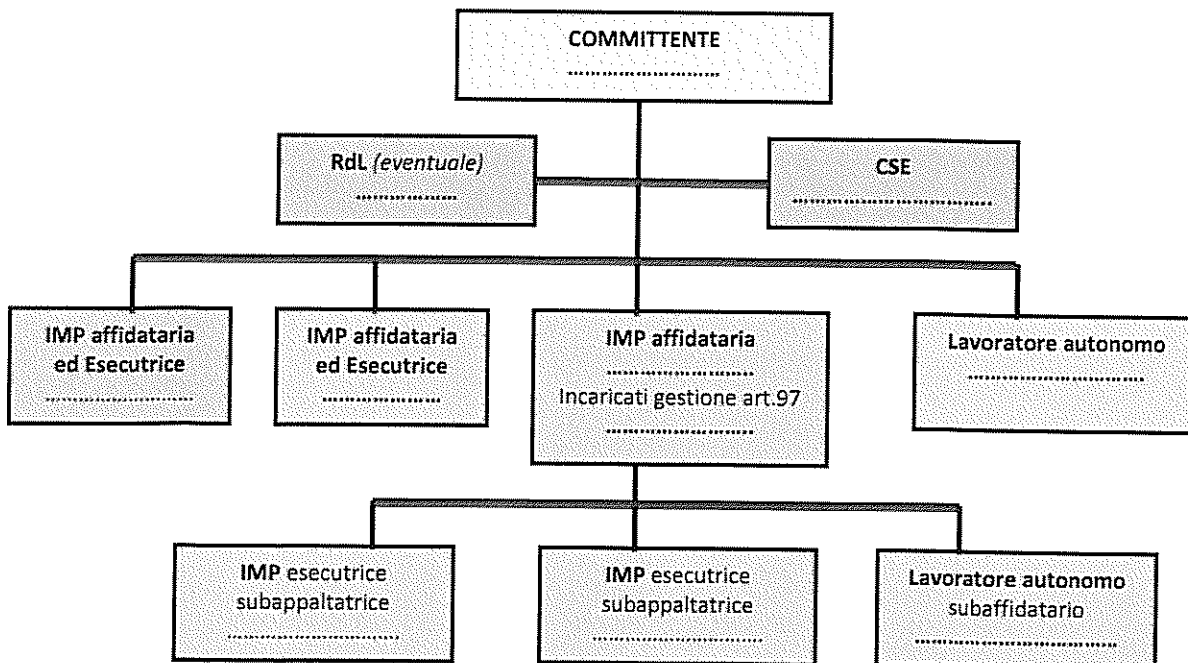 COMMITTENTE
........................
RdL (eventuale)
................
CSE
................................
IMP affidataria
ed Esecutrice
........................
IMP affidataria
ed Esecutrice
....................
IMP affidataria
........................
Incaricati gestione art.97
........................
Lavoratore autonomo
............................
IMP esecutrice
subappaltatrice
............................
IMP esecutrice
subappaltatrice
............................
Lavoratore autonomo
subaffidatario
................................